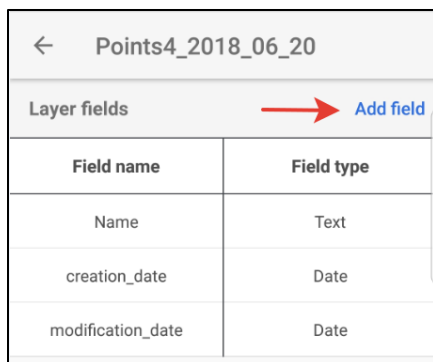 Points4_2018_06_20
Layer fields Add field
Field name Field type
Name Text
creation_date Date
modification_date Date